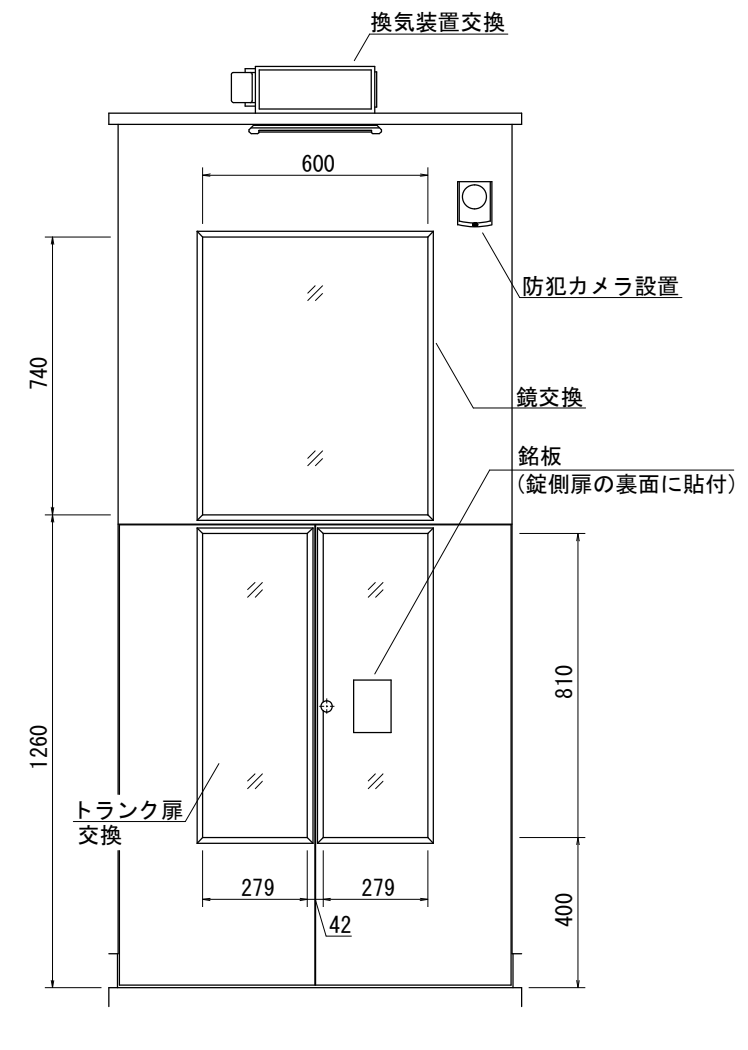 換気装置交換
600
防犯カメラ設置
740
鏡交換
銘板
(錠側扉の裏面に貼付)
810
1260
トランク扉
交換
279
279
42
400